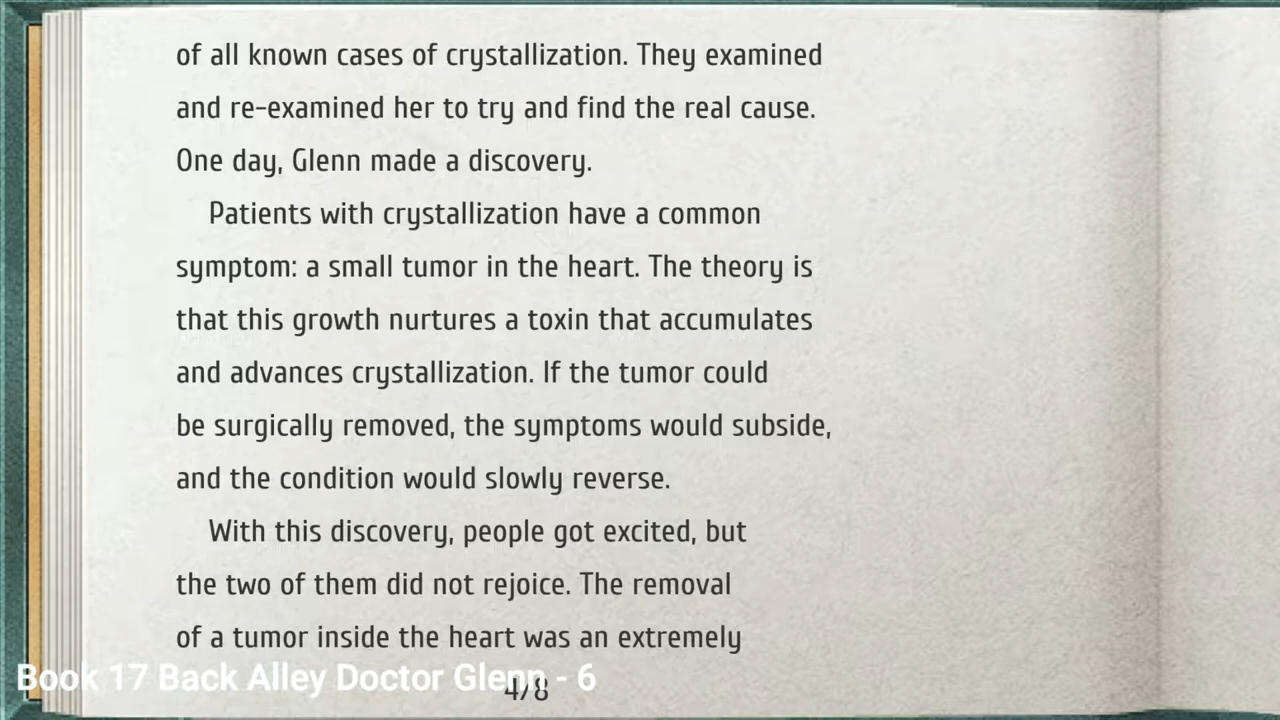 of all known cases of crystallization. They examined
and re-examined her to try and find the real cause.
One day, Glenn made a discovery.
Patients with crystallization have a common
symptom: a small tumor in the heart. The theory is
that this growth nurtures a toxin that accumulates
and advances crystallization. If the tumor could
be surgically removed, the symptoms would subside,
and the condition would slowly reverse.
With this discovery, people got excited, but
the two of them did not rejoice. The removal
of a tumor inside the heart was an extremely
Book 17 Back Alley Doctor Glenn - 6
4/8